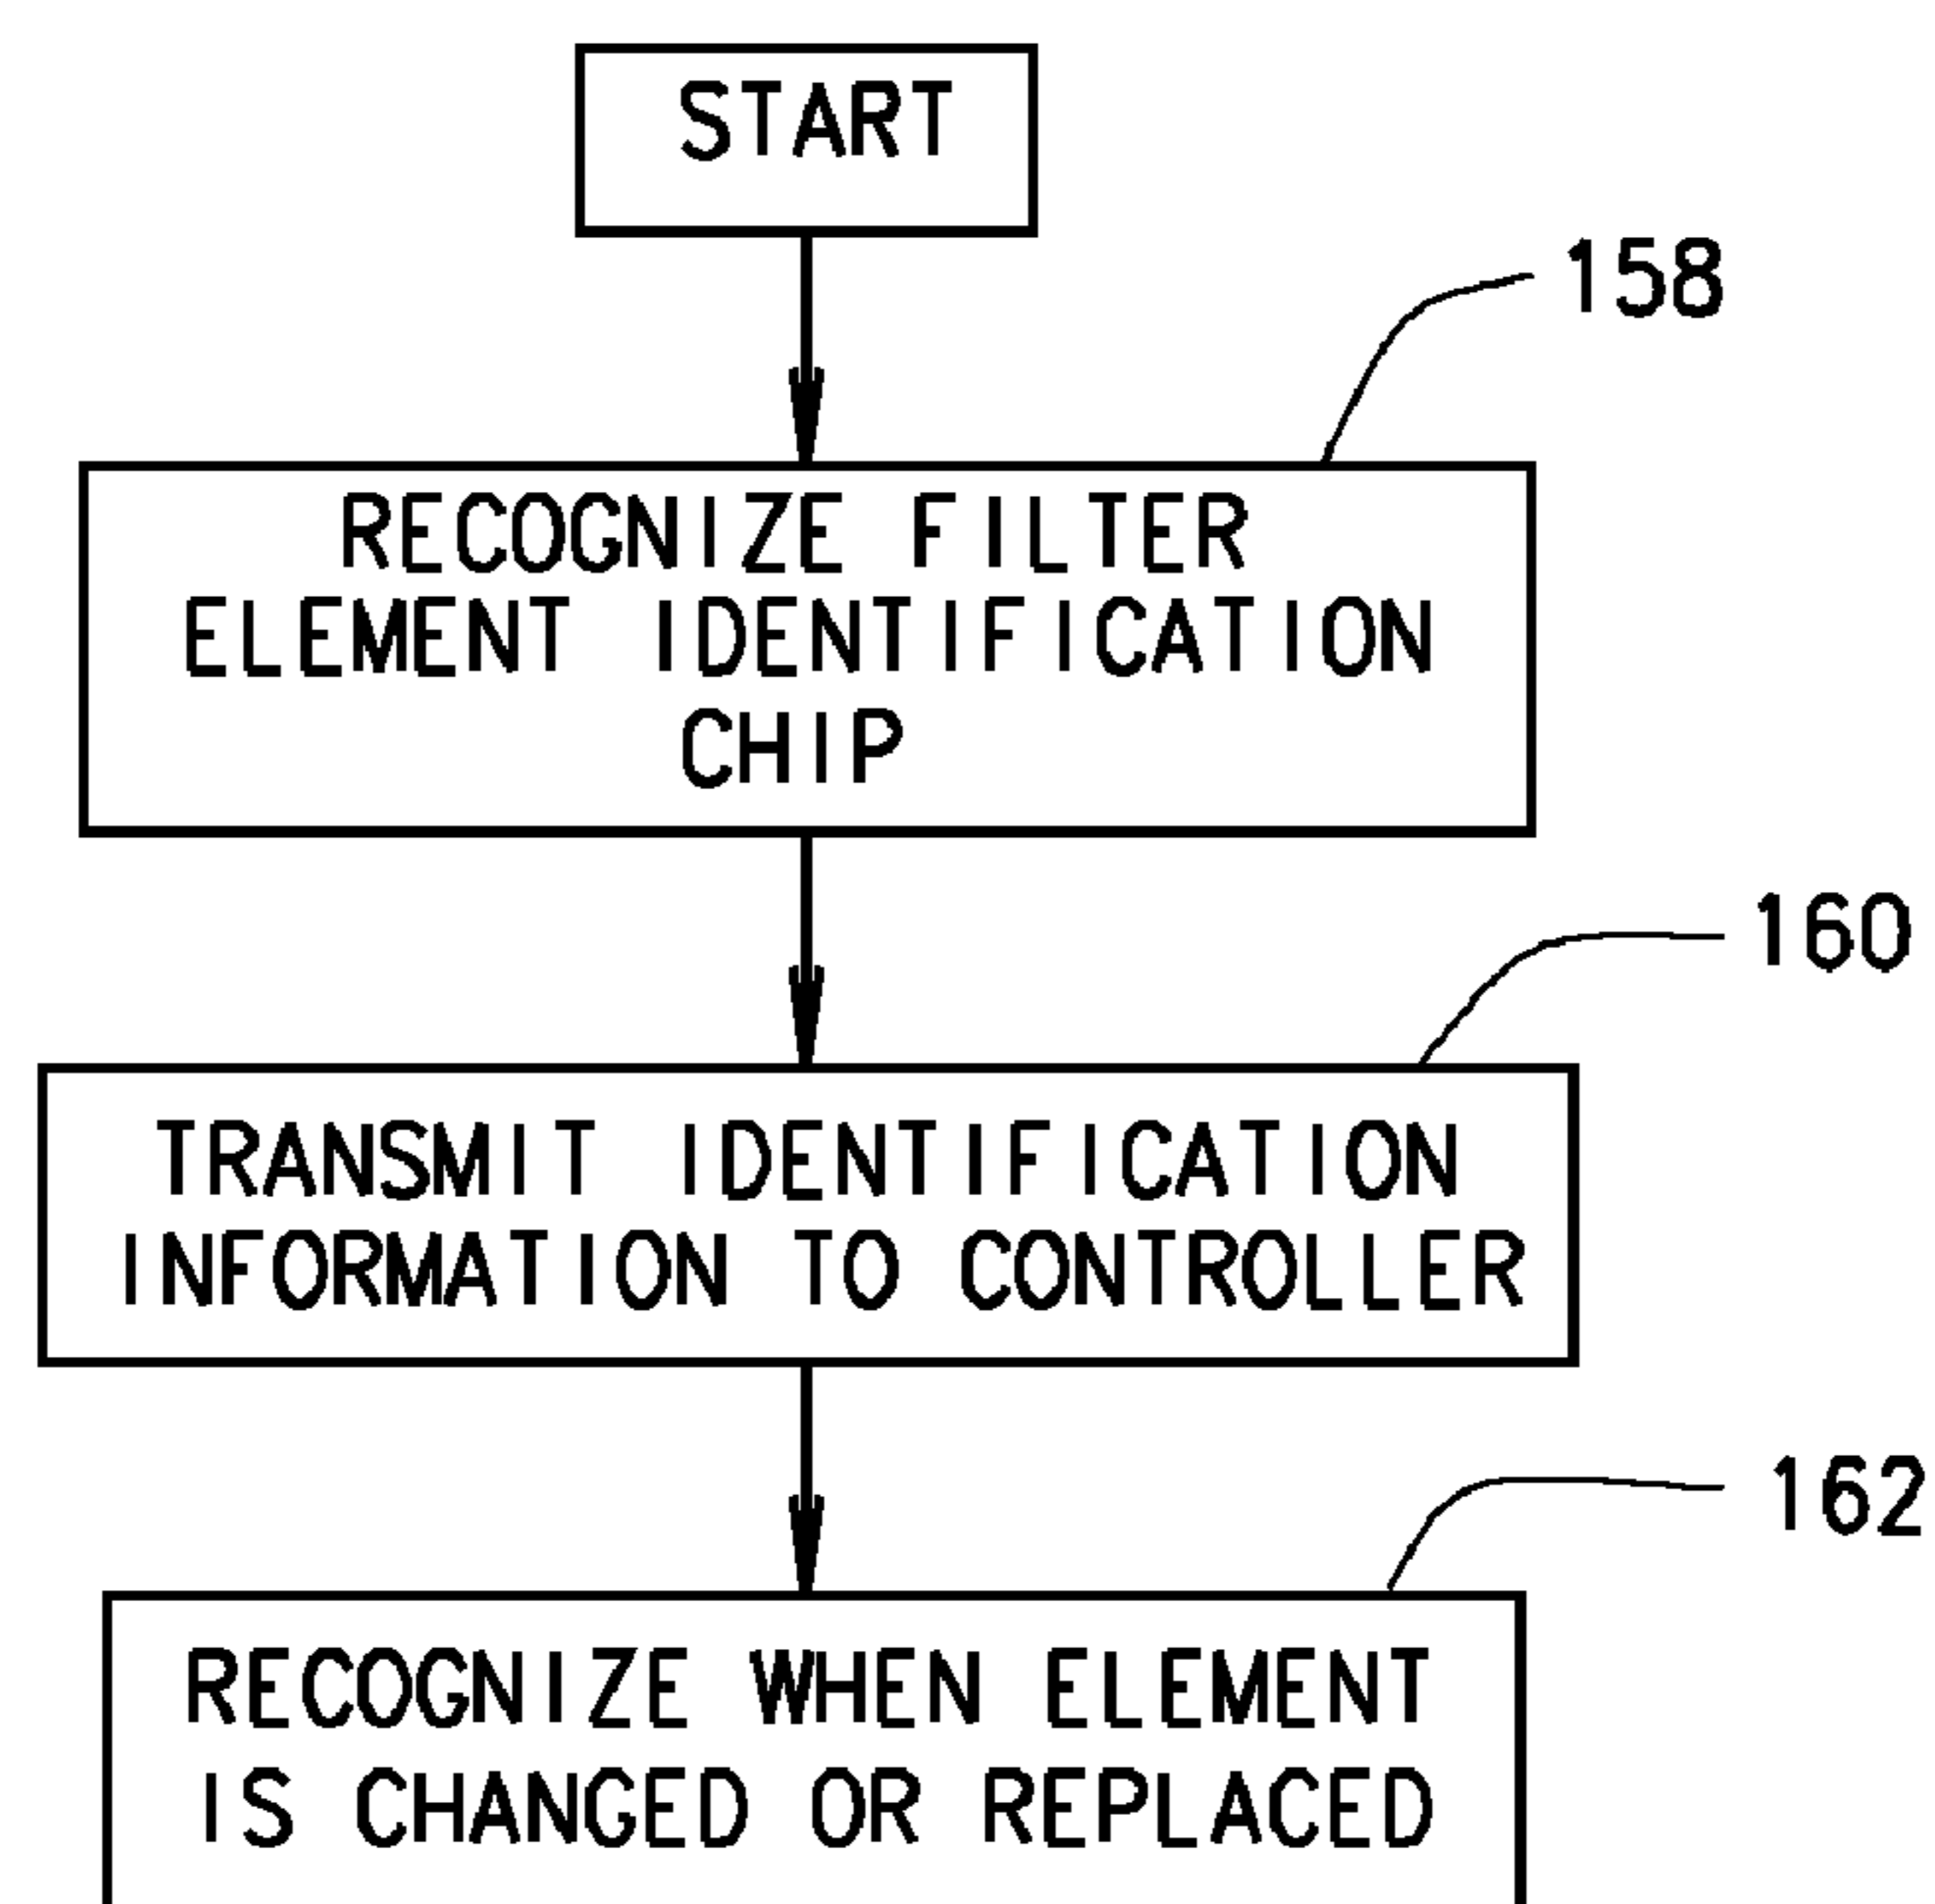 START
158
RECOGNIZE FILTER
ELEMENT IDENTIFICATION
CHIP
160
TRANSMIT IDENTIFICATION
INFORMATION TO CONTROLLER
162
RECOGNIZE WHEN ELEMENT
IS CHANGED OR REPLACED